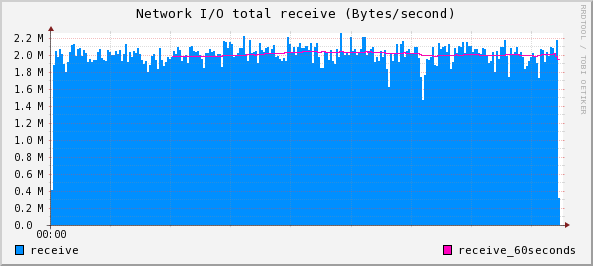 Network I/O total receive (Bytes/second)
RRDTOOL / TOBI OETIKER
2.2 M
2.0 M
1.8 M
1.6 M
1.4 M
1.2 M
1.0 M
0.8 M
0.6 M
0.4 M
0.2 M
0.0
00:00
receive
receive_60seconds